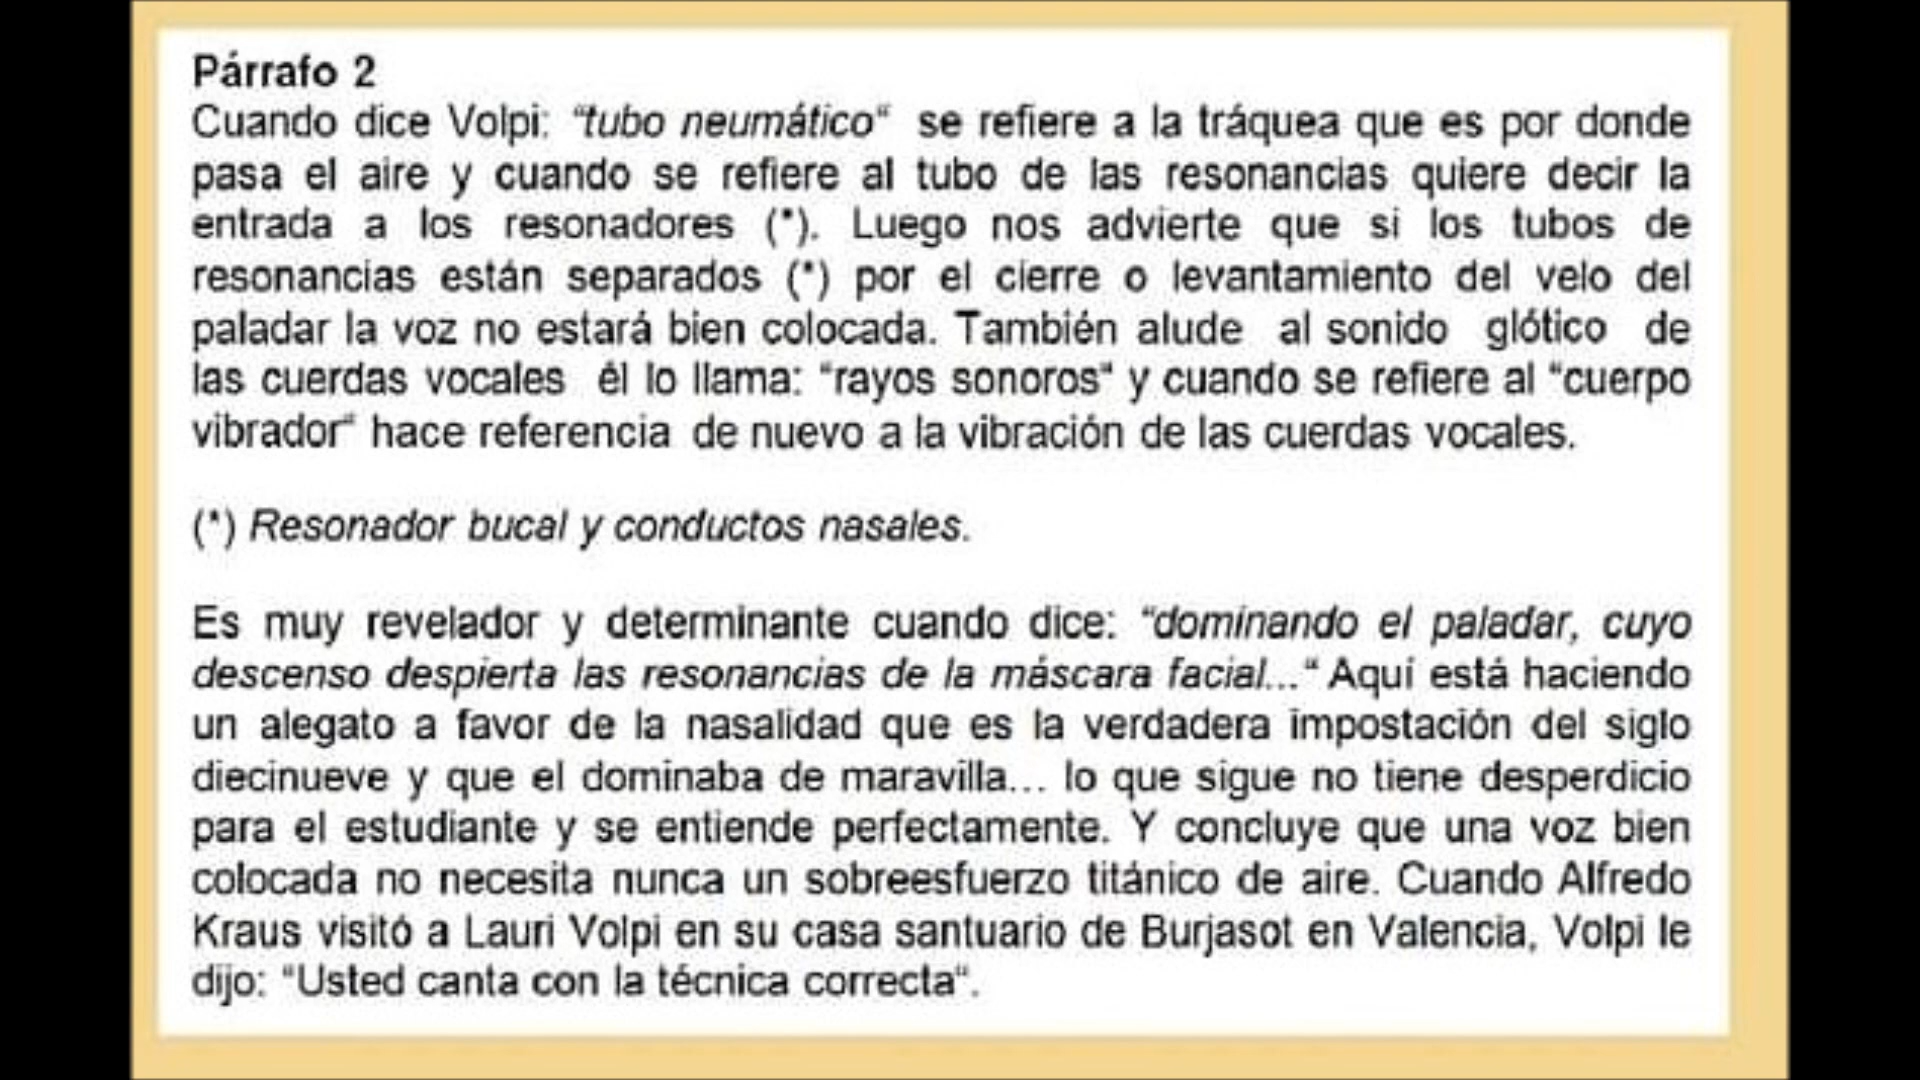 Párrafo 2
Cuando dice Volpi: “tubo neumático“ se refiere a la tráquea que es por donde
pasa el aire y cuando se refiere al tubo de las resonancias quiere decir la
entrada a los resonadores (*). Luego nos advierte que si los tubos de
resonancias están separados (*) por el cierre o levantamiento del velo del
paladar la voz no estará bien colocada. También alude al sonido glótico de
las cuerdas vocales él lo llama: “rayos sonoros“ y cuando se refiere al “cuerpo
vibrador“ hace referencia de nuevo a la vibración de las cuerdas vocales.
(*) Resonador bucal y conductos nasales.
Es muy revelador y determinante cuando dice: “dominando el paladar, cuyo
descenso despierta las resonancias de la máscara facial...“ Aquí está haciendo
un alegato a favor de la nasalidad que es la verdadera impostación del siglo
diecinueve y que el dominaba de maravilla... lo que sigue no tiene desperdicio
para el estudiante y se entiende perfectamente. Y concluye que una voz bien
colocada no necesita nunca un sobreesfuerzo titánico de aire. Cuando Alfredo
Kraus visitó a Lauri Volpi en su casa santuario de Burjasot en Valencia, Volpi le
dijo: “Usted canta con la técnica correcta“.